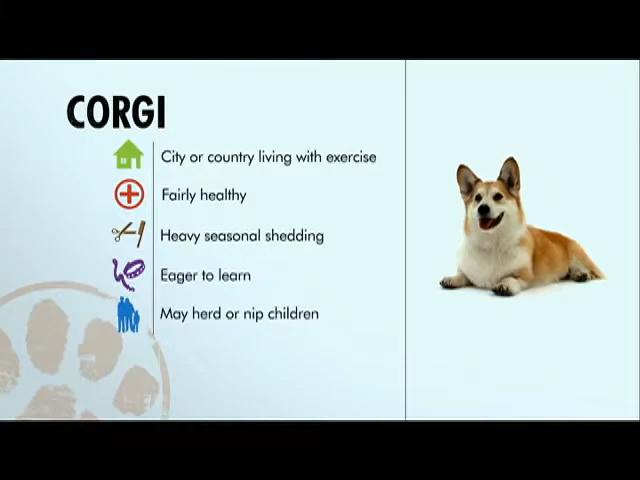 CORGI
City or country living with exercise
Fairly healthy
Heavy seasonal shedding
Eager to learn
May herd or nip children